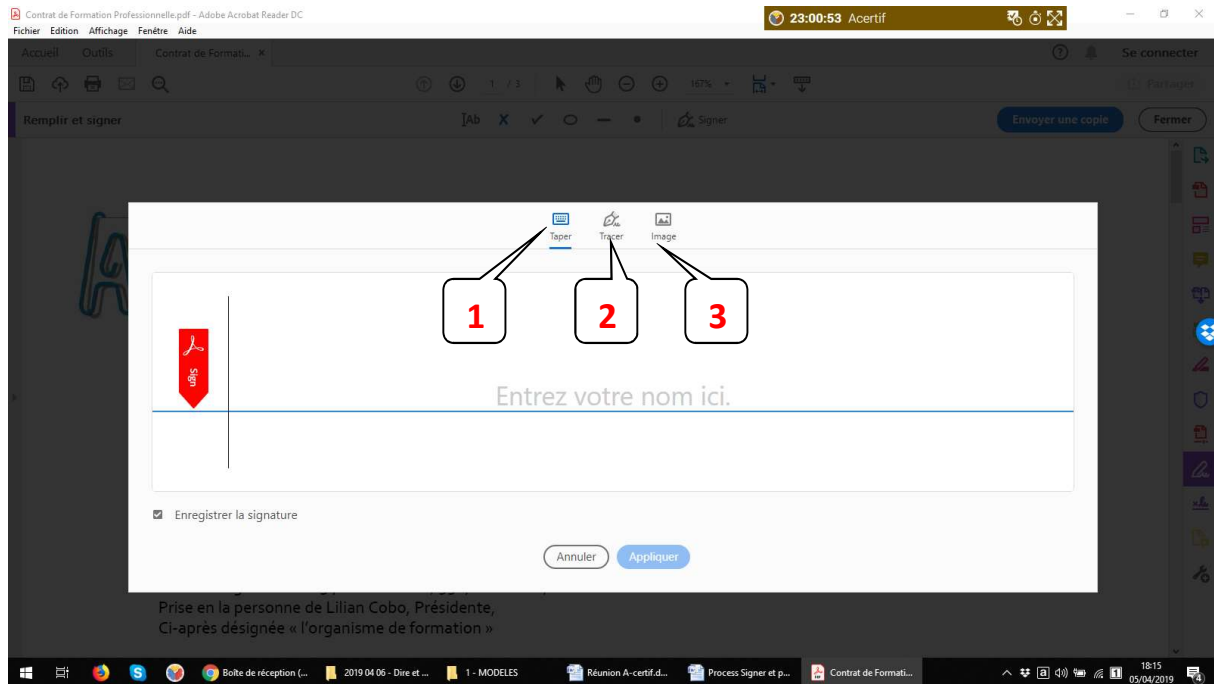 Contrat de Formation Professionnelle.pdf - Adobe Acrobat Reader DC
23:00:53 Acertif
Fichier Edition Affichage Fenêtre Aide
Accueil Outils Contrat de Formati... × Se connecter
1 / 3 167% Partager
Remplir et signer Ab Signer Envoyer une copie Fermer
Taper Tracer Image
1 2 3
Sign
Entrez votre nom ici.
Enregistrer la signature
Annuler Appliquer
Prise en la personne de Lilian Cobo, Présidente,
Ci-après désignée « l'organisme de formation »
Boîte de réception (... 2019 04 06 - Dire et ... 1 - MODELES Réunion A-certif.d... Process Signer et p... Contrat de Formati... 18:15
05/04/2019